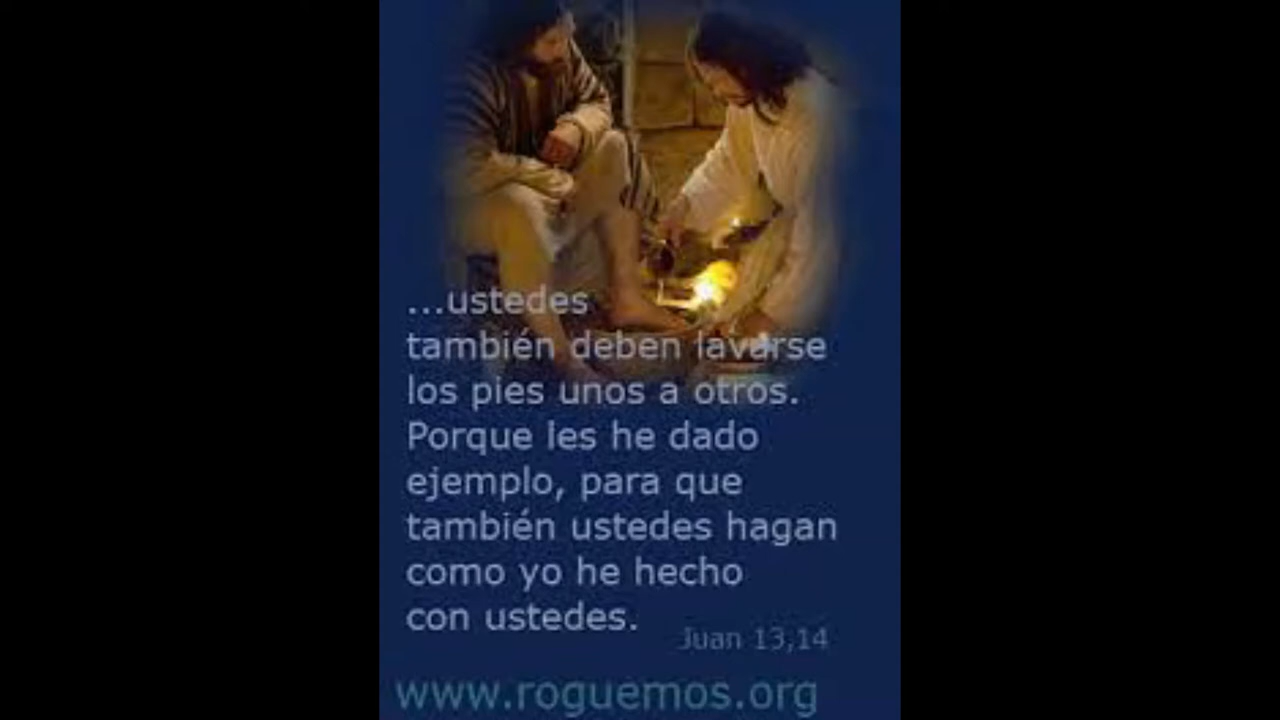 ...ustedes
también deben lavarse
los pies unos a otros.
Porque les he dado
ejemplo, para que
también ustedes hagan
como yo he hecho
con ustedes.
Juan 13,14
www.roguemos.org